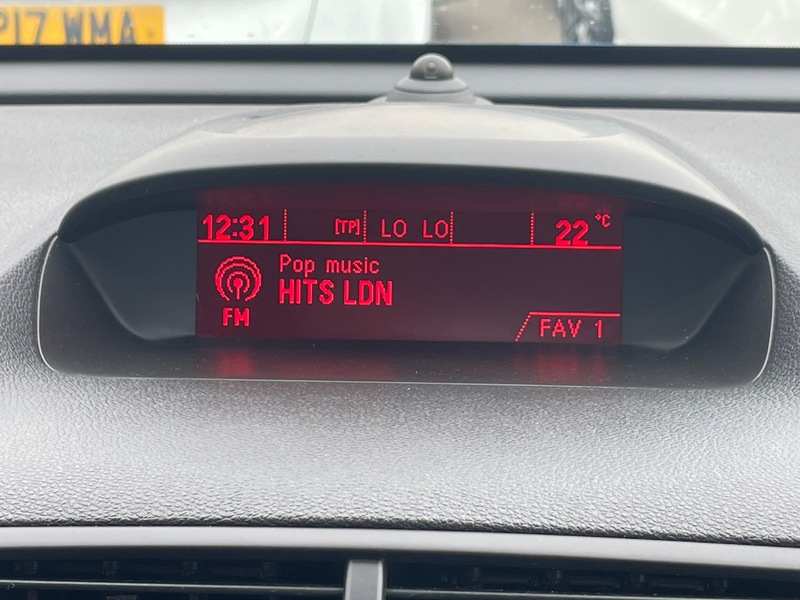 P17 WMA
12:31 [TP] LO LO 22 °C
Pop music
HITS LDN
FM
FAV 1